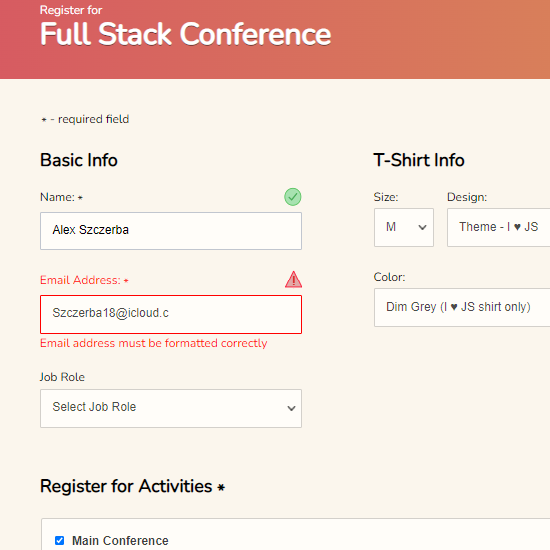 Register for
Full Stack Conference
* - required field
Basic Info
Name: *
Alex Szczerba
Email Address: *
Szczerba18@icloud.c
Email address must be formatted correctly
Job Role
Select Job Role
T-Shirt Info
Size:
Design:
M
Theme - I ♥ JS
Color:
Dim Grey (I ♥ JS shirt only)
Register for Activities *
Main Conference